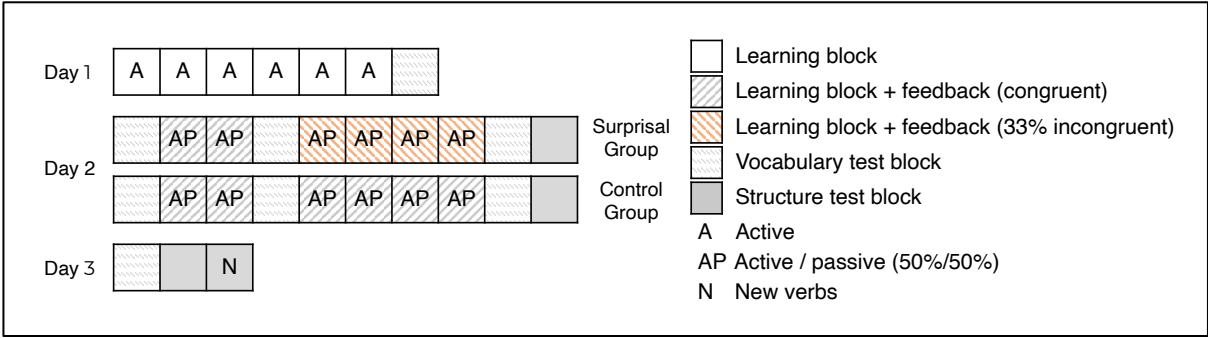 Day 1 A A A A A A
Day 2
AP AP AP AP AP AP Surprisal Group
AP AP AP AP AP AP Control Group
Day 3 N
Learning block
Learning block + feedback (congruent)
Learning block + feedback (33% incongruent)
Vocabulary test block
Structure test block
A Active
AP Active / passive (50%/50%)
N New verbs